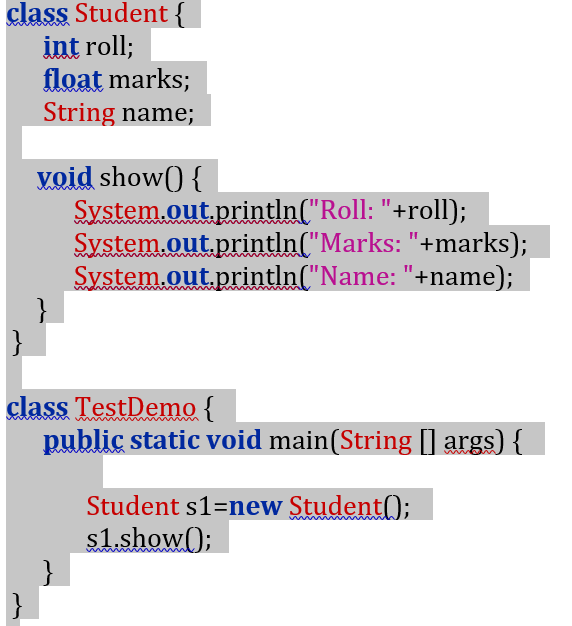 class Student {
int roll;
float marks;
String name;
void show() {
System.out.println("Roll: "+roll);
System.out.println("Marks: "+marks);
System.out.println("Name: "+name);
}
}
class TestDemo {
public static void main(String [] args) {
Student s1=new Student();
s1.show();
}
}